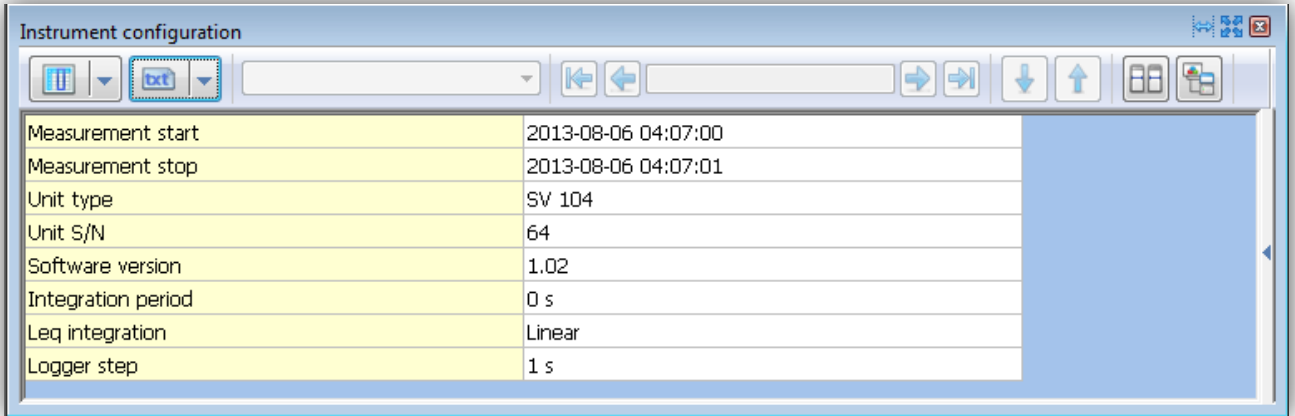 Instrument configuration
txt
Measurement start 2013-08-06 04:07:00
Measurement stop 2013-08-06 04:07:01
Unit type SV 104
Unit S/N 64
Software version 1.02
Integration period 0 s
Leq integration Linear
Logger step 1 s